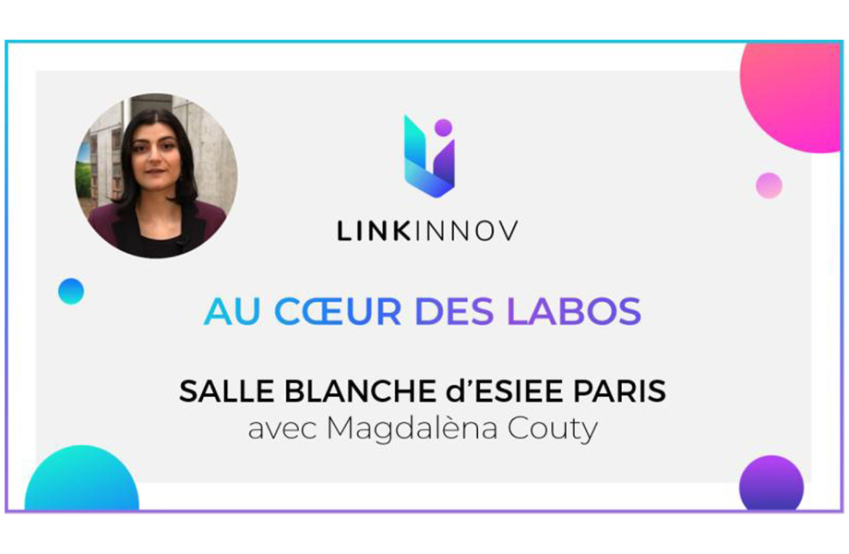 LINKINNOV
AU CŒUR DES LABOS
SALLE BLANCHE d’ESIEE PARIS
avec Magdalèna Couty